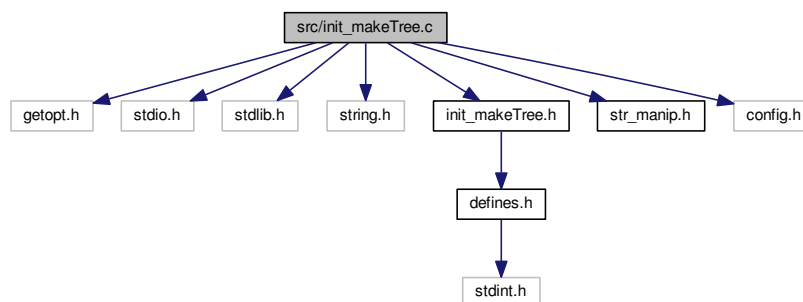 src/init_makeTree.c
getopt.h
stdio.h
stdlib.h
string.h
init_makeTree.h
str_manip.h
config.h
defines.h
stdint.h